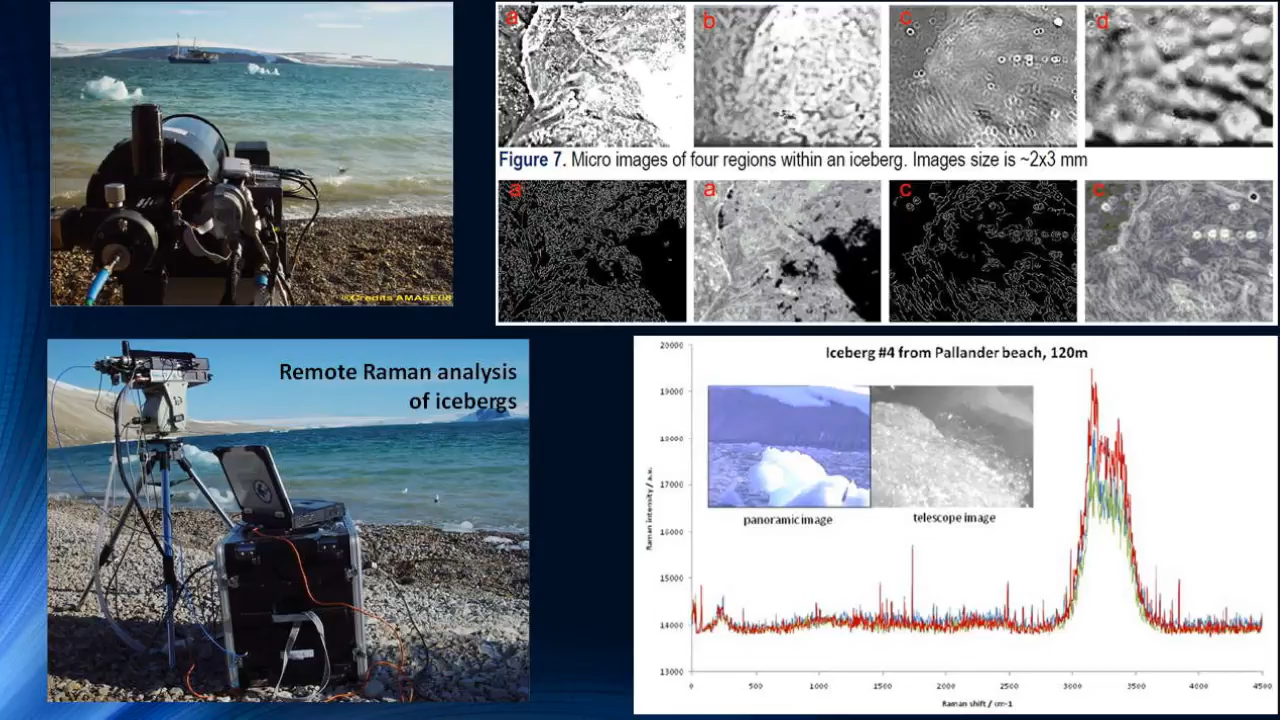 a
b
c
d
Figure 7. Micro images of four regions within an iceberg. Images size is ~2x3 mm
a
a
c
c
©Credits AMASE08
Remote Raman analysis
of icebergs
Iceberg #4 from Pallander beach, 120m
panoramic image
telescope image
Raman intensity / a.u.
20000
19000
18000
17000
16000
15000
14000
13000
0
500
1000
1500
2000
2500
3000
3500
4000
4500
Raman shift / cm-1